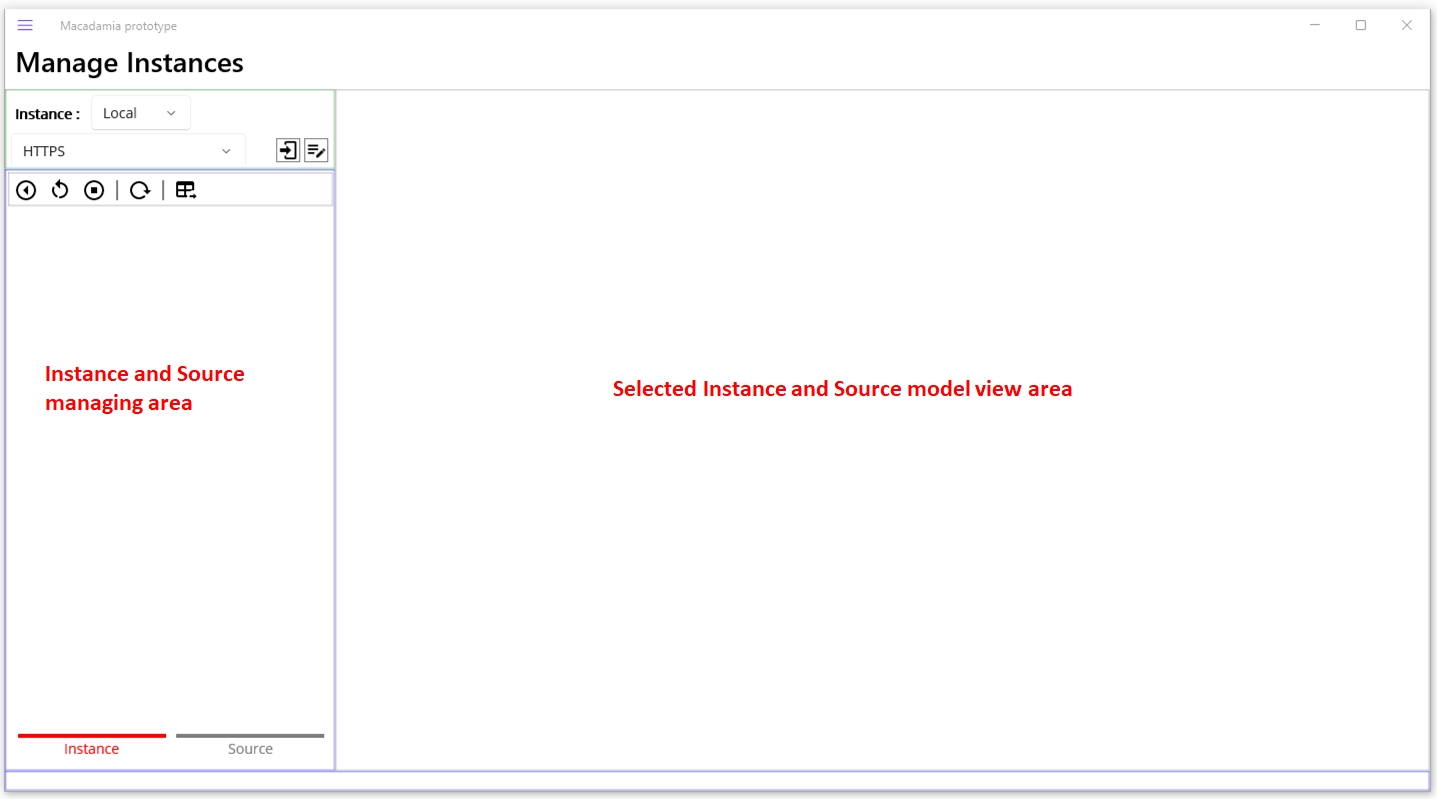 Macadamia prototype
Manage Instances
Instance : Local
HTTPS
Instance and Source
managing area
Selected Instance and Source model view area
Instance Source